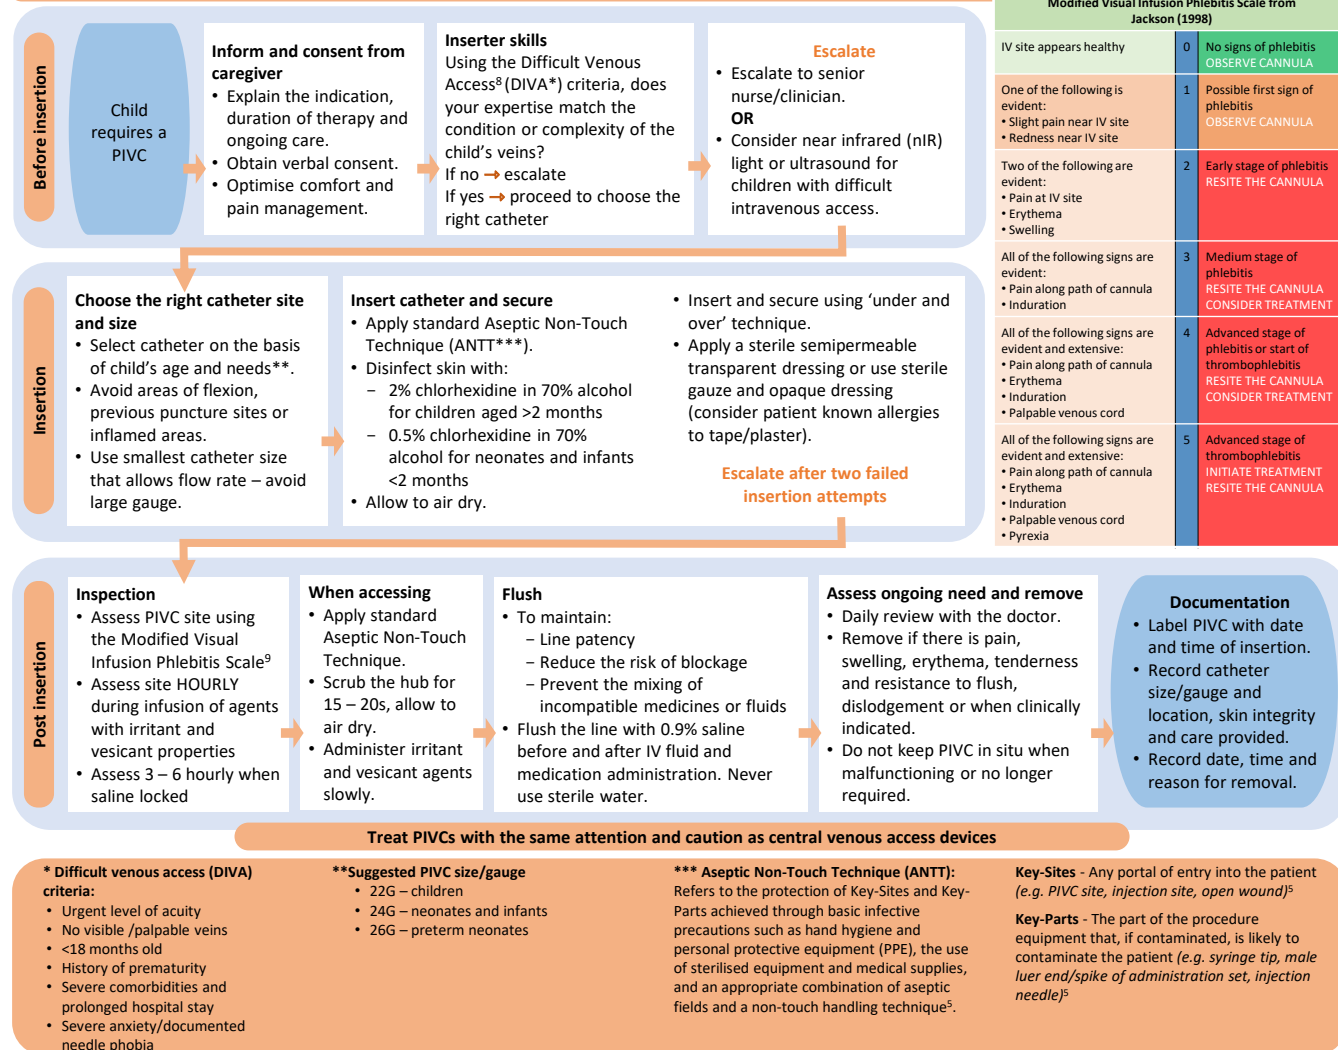 Before insertion
Child
requires a
PIVC
Inform and consent from
caregiver
• Explain the indication,
duration of therapy and
ongoing care.
• Obtain verbal consent.
• Optimise comfort and
pain management.
Inserter skills
Using the Difficult Venous
Access⁸ (DIVA*) criteria, does
your expertise match the
condition or complexity of the
child’s veins?
If no → escalate
If yes → proceed to choose the
right catheter
Escalate
• Escalate to senior
nurse/clinician.
OR
• Consider near infrared (nIR)
light or ultrasound for
children with difficult
intravenous access.
Insertion
Choose the right catheter site
and size
• Select catheter on the basis
of child’s age and needs**.
• Avoid areas of flexion,
previous puncture sites or
inflamed areas.
• Use smallest catheter size
that allows flow rate – avoid
large gauge.
Insert catheter and secure
• Apply standard Aseptic Non-Touch
Technique (ANTT***).
• Disinfect skin with:
– 2% chlorhexidine in 70% alcohol
for children aged >2 months
– 0.5% chlorhexidine in 70%
alcohol for neonates and infants
<2 months
• Allow to air dry.
• Insert and secure using ‘under and
over’ technique.
• Apply a sterile semipermeable
transparent dressing or use sterile
gauze and opaque dressing
(consider patient known allergies
to tape/plaster).
Escalate after two failed
insertion attempts
Modified Visual Infusion Phlebitis Scale from
Jackson (1998)
IV site appears healthy
0
No signs of phlebitis
OBSERVE CANNULA
One of the following is
evident:
• Slight pain near IV site
• Redness near IV site
1
Possible first sign of
phlebitis
OBSERVE CANNULA
Two of the following are
evident:
• Pain at IV site
• Erythema
• Swelling
2
Early stage of phlebitis
RESITE THE CANNULA
All of the following signs are
evident:
• Pain along path of cannula
• Induration
3
Medium stage of
phlebitis
RESITE THE CANNULA
CONSIDER TREATMENT
All of the following signs are
evident and extensive:
• Pain along path of cannula
• Erythema
• Induration
• Palpable venous cord
4
Advanced stage of
phlebitis or start of
thrombophlebitis
RESITE THE CANNULA
CONSIDER TREATMENT
All of the following signs are
evident and extensive:
• Pain along path of cannula
• Erythema
• Induration
• Palpable venous cord
• Pyrexia
5
Advanced stage of
thrombophlebitis
INITIATE TREATMENT
RESITE THE CANNULA
Post insertion
Inspection
• Assess PIVC site using
the Modified Visual
Infusion Phlebitis Scale⁹
• Assess site HOURLY
during infusion of agents
with irritant and
vesicant properties
• Assess 3 – 6 hourly when
saline locked
When accessing
• Apply standard
Aseptic Non-Touch
Technique.
• Scrub the hub for
15 – 20s, allow to
air dry.
• Administer irritant
and vesicant agents
slowly.
Flush
• To maintain:
– Line patency
– Reduce the risk of blockage
– Prevent the mixing of
incompatible medicines or fluids
• Flush the line with 0.9% saline
before and after IV fluid and
medication administration. Never
use sterile water.
Assess ongoing need and remove
• Daily review with the doctor.
• Remove if there is pain,
swelling, erythema, tenderness
and resistance to flush,
dislodgement or when clinically
indicated.
• Do not keep PIVC in situ when
malfunctioning or no longer
required.
Documentation
• Label PIVC with date
and time of insertion.
• Record catheter
size/gauge and
location, skin integrity
and care provided.
• Record date, time and
reason for removal.
Treat PIVCs with the same attention and caution as central venous access devices
* Difficult venous access (DIVA)
criteria:
• Urgent level of acuity
• No visible /palpable veins
• <18 months old
• History of prematurity
• Severe comorbidities and
prolonged hospital stay
• Severe anxiety/documented
needle phobia
**Suggested PIVC size/gauge
• 22G – children
• 24G – neonates and infants
• 26G – preterm neonates
*** Aseptic Non-Touch Technique (ANTT):
Refers to the protection of Key-Sites and Key-
Parts achieved through basic infective
precautions such as hand hygiene and
personal protective equipment (PPE), the use
of sterilised equipment and medical supplies,
and an appropriate combination of aseptic
fields and a non-touch handling technique⁵.
Key-Sites - Any portal of entry into the patient
(e.g. PIVC site, injection site, open wound)⁵
Key-Parts - The part of the procedure
equipment that, if contaminated, is likely to
contaminate the patient (e.g. syringe tip, male
luer end/spike of administration set, injection
needle)⁵